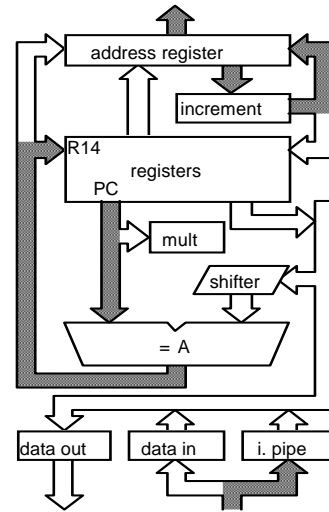 address register
increment
R14
registers
PC
mult
shifter
= A
data out
data in
i. pipe